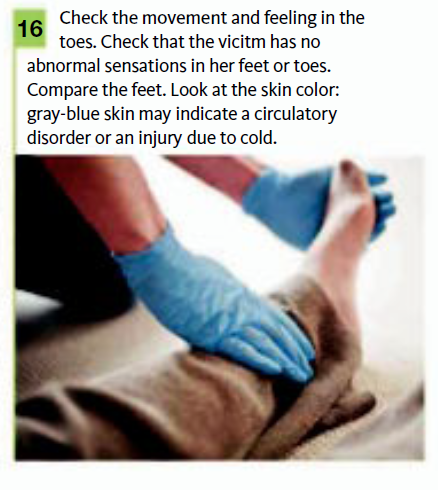 16 Check the movement and feeling in the
toes. Check that the vicitm has no
abnormal sensations in her feet or toes.
Compare the feet. Look at the skin color:
gray-blue skin may indicate a circulatory
disorder or an injury due to cold.